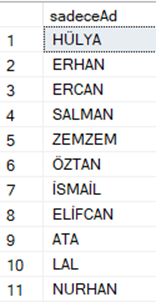 sadeceAd
1 HÜLYA
2 ERHAN
3 ERCAN
4 SALMAN
5 ZEMZEM
6 ÖZTAN
7 İSMAİL
8 ELİFCAN
9 ATA
10 LAL
11 NURHAN